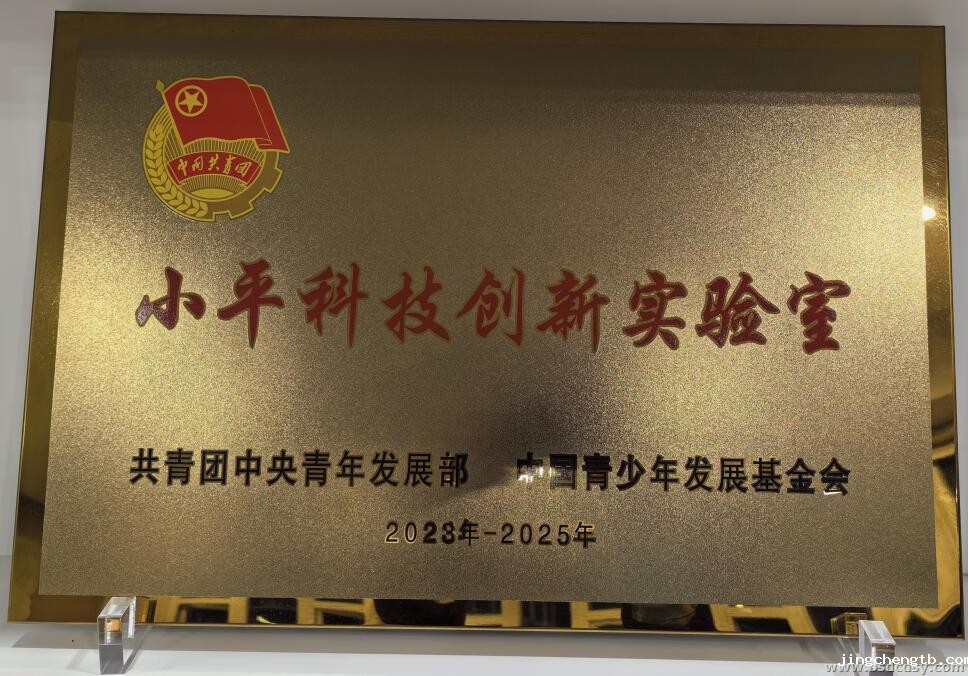 中国共青团
小平科技创新实验室
共青团中央青年发展部 中国青少年发展基金会
2023年-2025年
jingchengtb.com